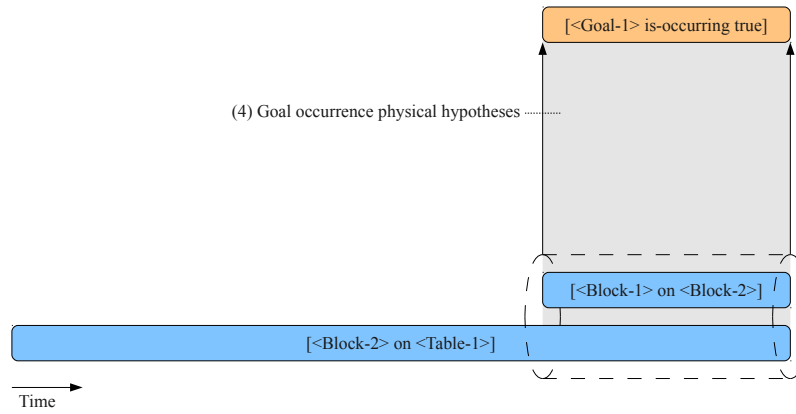 [<Goal-1> is-occurring true]
(4) Goal occurrence physical hypotheses
[<Block-1> on <Block-2>]
[<Block-2> on <Table-1>]
Time